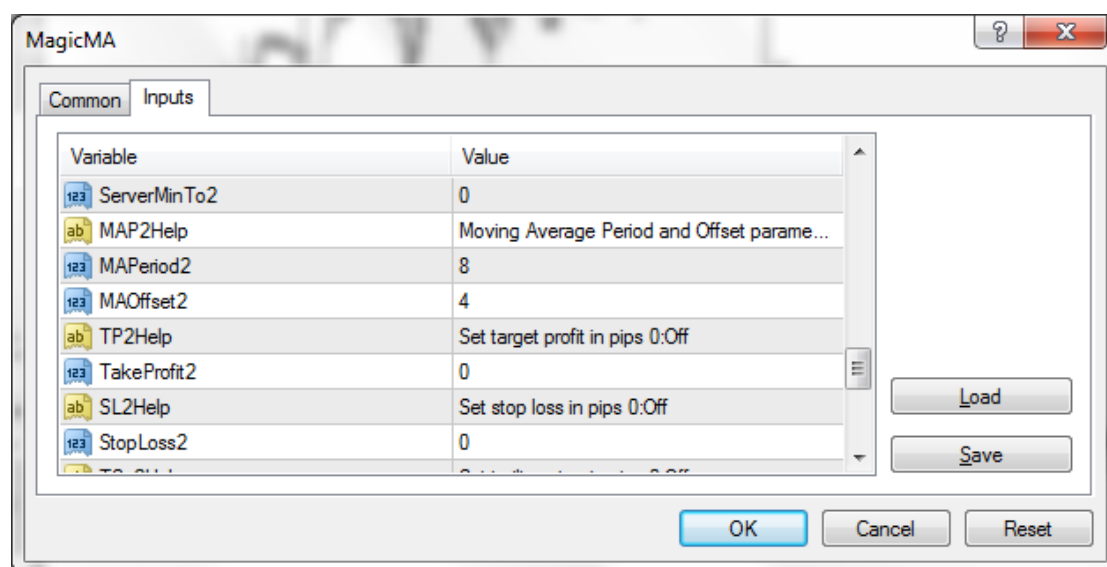 MagicMA
Common Inputs
Variable Value
ServerMinTo2 0
MAP2Help Moving Average Period and Offset parame...
MAPeriod2 8
MAOffset2 4
TP2Help Set target profit in pips 0:Off
TakeProfit2 0
SL2Help Set stop loss in pips 0:Off
StopLoss2 0
Load
Save
OK Cancel Reset